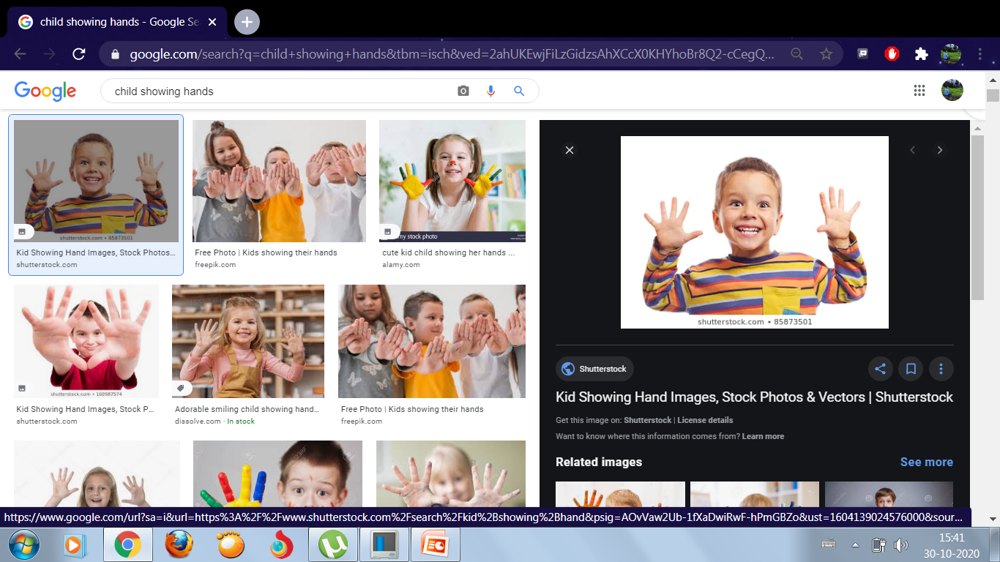 child showing hands - Google Se
google.com/search?q=child+showing+hands&tbm=isch&ved=2ahUKEwjFiLzGidzsAhXCcX0KHYhoBr8Q2-cCegQ...
Google
child showing hands
shutterstock.com • 85873501
Kid Showing Hand Images, Stock Photos...
shutterstock.com
Free Photo | Kids showing their hands
freepik.com
my stock photo
cute kid child showing her hands ...
alamy.com
shutterstock.com • 160987574
Kid Showing Hand Images, Stock P...
shutterstock.com
Adorable smiling child showing hand...
dissolve.com · In stock
Free Photo | Kids showing their hands
freepik.com
shutterstock.com • 85873501
Shutterstock
Kid Showing Hand Images, Stock Photos & Vectors | Shutterstock
Get this image on: Shutterstock | License details
Want to know where this information comes from? Learn more
Related images
See more
https://www.google.com/url?sa=i&url=https%3A%2F%2Fwww.shutterstock.com%2Fsearch%2Fkid%2Bshowing%2Bhand&psig=AOvVaw2Ub-1fXaDwiRwF-hPmGBZo&ust=1604139024576000&sour...
15:41
30-10-2020